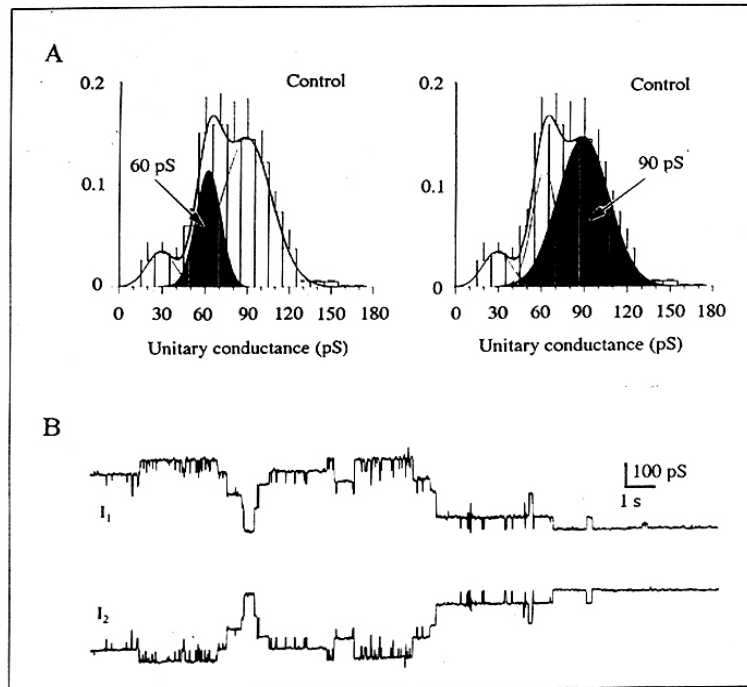 A
0.2
Control
60 pS
0.1
0
0 30 60 90 120 150 180
Unitary conductance (pS)
0.2
Control
90 pS
0.1
0
0 30 60 90 120 150 180
Unitary conductance (pS)
B
I₁
100 pS
1 s
I₂